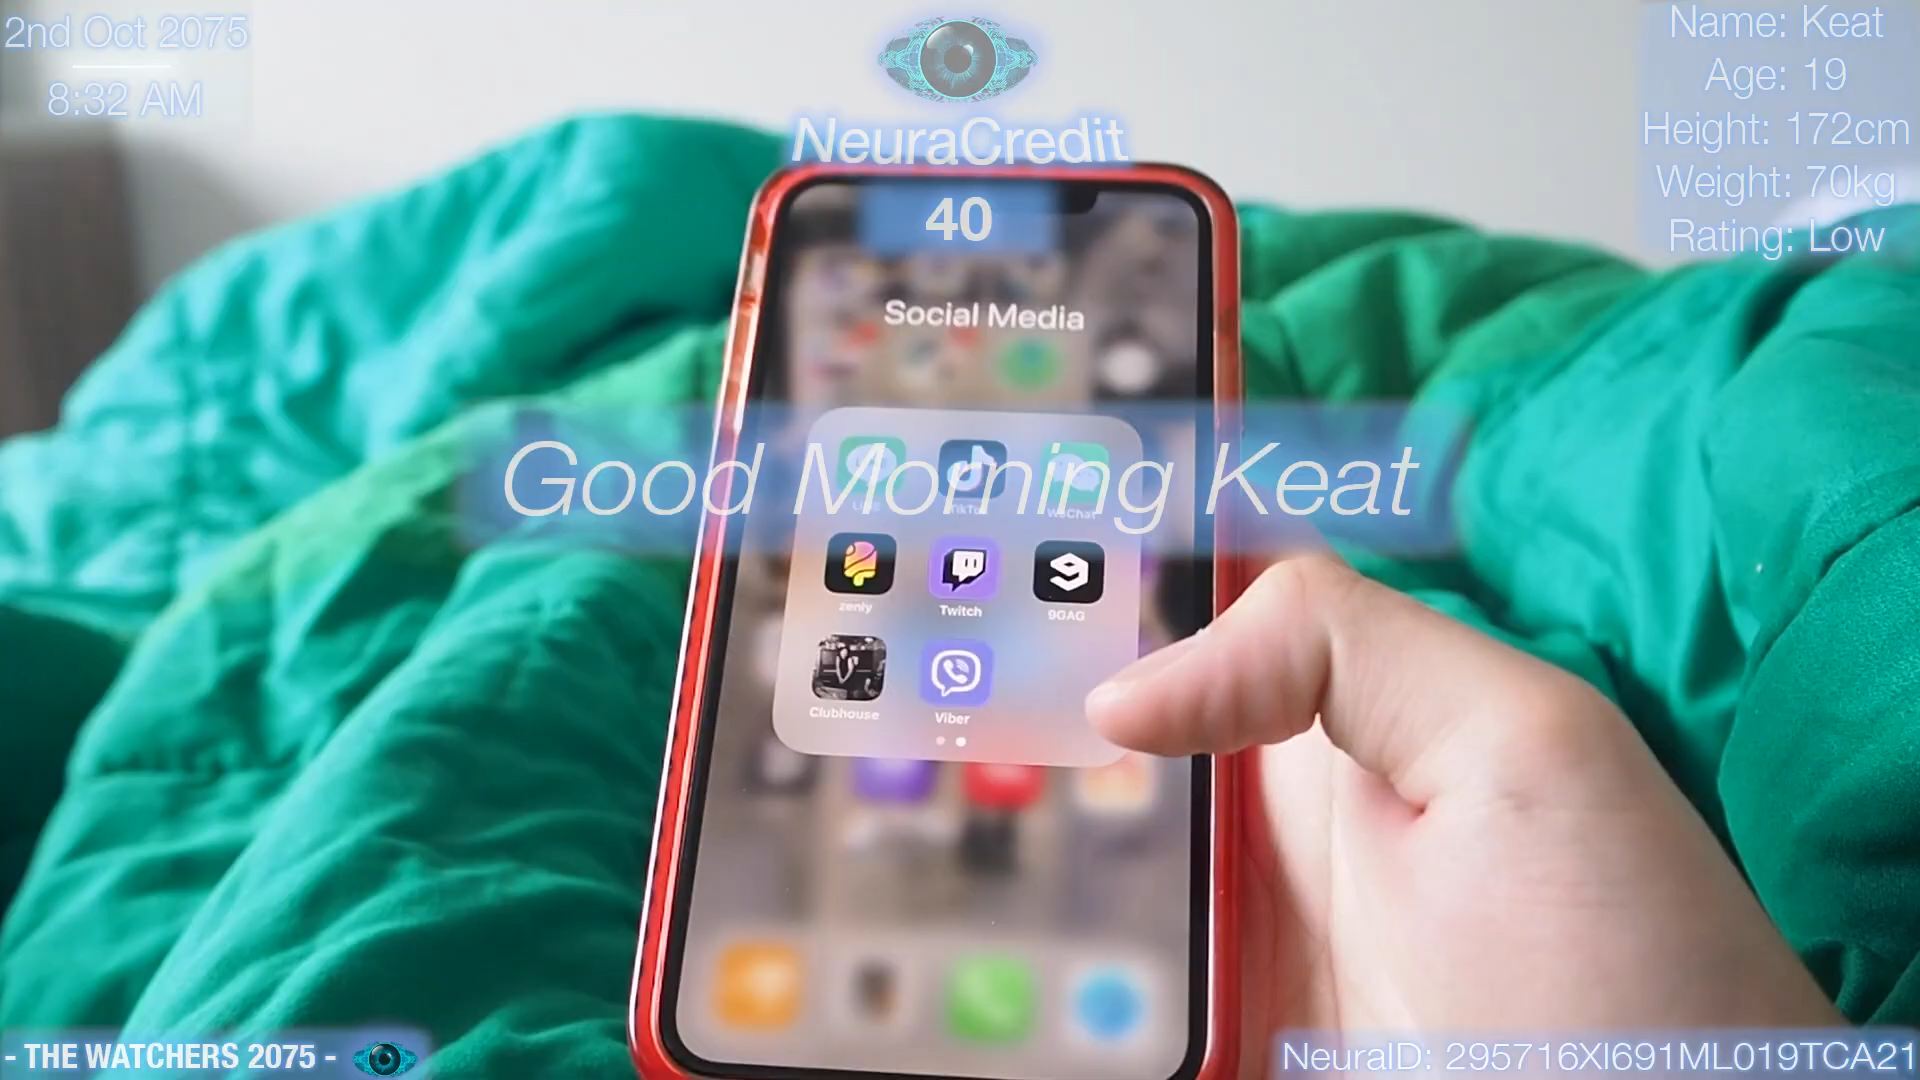 2nd Oct 2075
8:32 AM
NeuraCredit
40
Name: Keat
Age: 19
Height: 172cm
Weight: 70kg
Rating: Low
Social Media
Good Morning Keat
WeChat
zenly
Twitch
9GAG
Clubhouse
Viber
- THE WATCHERS 2075 -
NeuraID: 295716XI691ML019TCA21